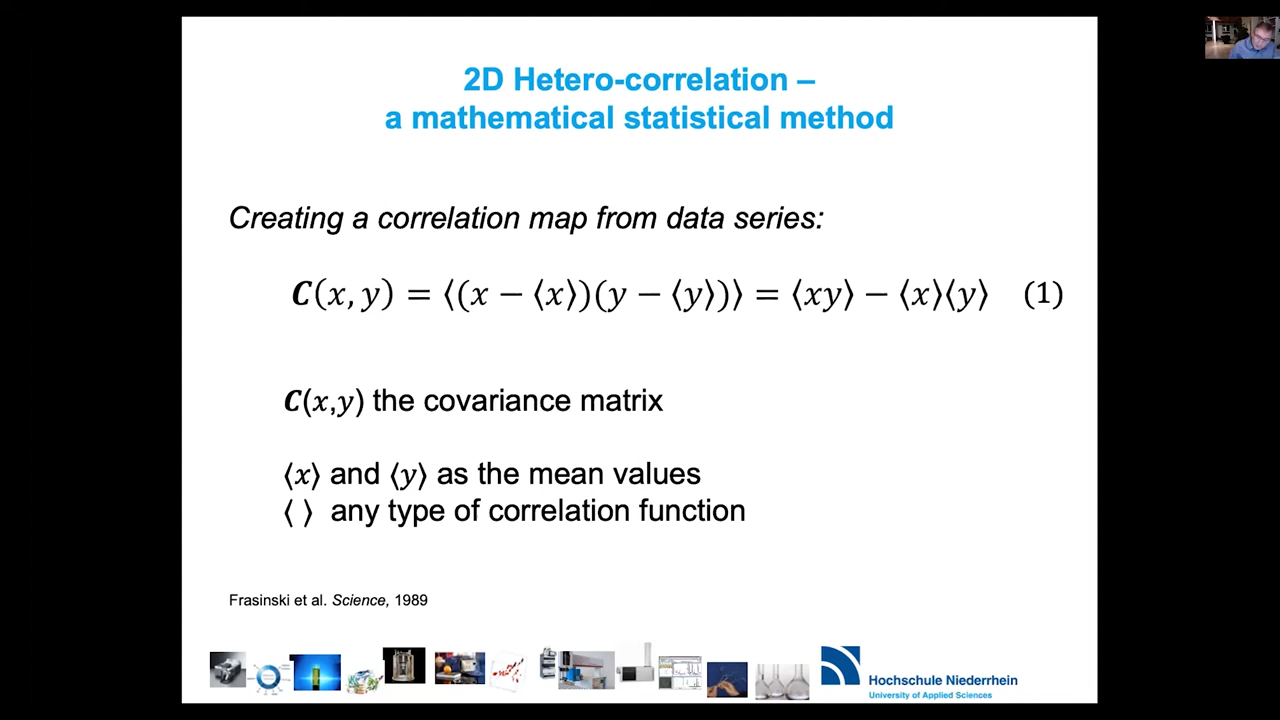 2D Hetero-correlation –
a mathematical statistical method
Creating a correlation map from data series:
𝑪(𝑥, 𝑦) = ⟨(𝑥 − ⟨𝑥⟩)(𝑦 − ⟨𝑦⟩)⟩ = ⟨𝑥𝑦⟩ − ⟨𝑥⟩⟨𝑦⟩ (1)
𝑪(𝑥,𝑦) the covariance matrix
⟨𝑥⟩ and ⟨𝑦⟩ as the mean values
⟨ ⟩ any type of correlation function
Frasinski et al. Science, 1989
Hochschule Niederrhein
University of Applied Sciences